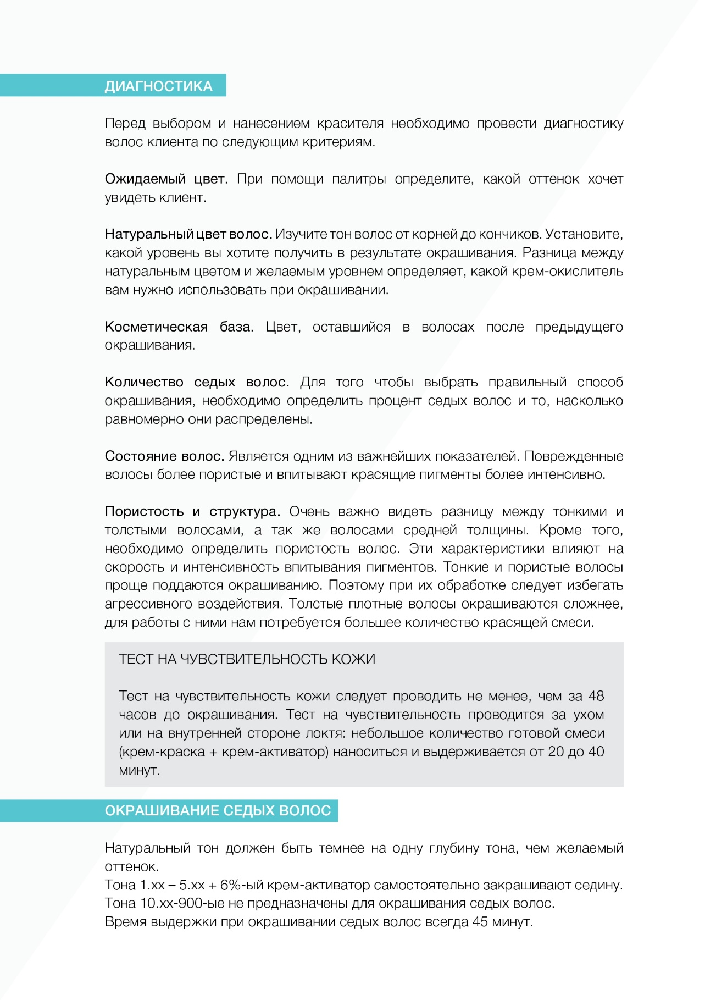 ДИАГНОСТИКА
Перед выбором и нанесением красителя необходимо провести диагностику
волос клиента по следующим критериям.
Ожидаемый цвет. При помощи палитры определите, какой оттенок хочет
увидеть клиент.
Натуральный цвет волос. Изучите тон волос от корней до кончиков. Установите,
какой уровень вы хотите получить в результате окрашивания. Разница между
натуральным цветом и желаемым уровнем определяет, какой крем-окислитель
вам нужно использовать при окрашивании.
Косметическая база. Цвет, оставшийся в волосах после предыдущего
окрашивания.
Количество седых волос. Для того чтобы выбрать правильный способ
окрашивания, необходимо определить процент седых волос и то, насколько
равномерно они распределены.
Состояние волос. Является одним из важнейших показателей. Поврежденные
волосы более пористые и впитывают красящие пигменты более интенсивно.
Пористость и структура. Очень важно видеть разницу между тонкими и
толстыми волосами, а так же волосами средней толщины. Кроме того,
необходимо определить пористость волос. Эти характеристики влияют на
скорость и интенсивность впитывания пигментов. Тонкие и пористые волосы
проще поддаются окрашиванию. Поэтому при их обработке следует избегать
агрессивного воздействия. Толстые плотные волосы окрашиваются сложнее,
для работы с ними нам потребуется большее количество красящей смеси.
ТЕСТ НА ЧУВСТВИТЕЛЬНОСТЬ КОЖИ
Тест на чувствительность кожи следует проводить не менее, чем за 48
часов до окрашивания. Тест на чувствительность проводится за ухом
или на внутренней стороне локтя: небольшое количество готовой смеси
(крем-краска + крем-активатор) наноситься и выдерживается от 20 до 40
минут.
ОКРАШИВАНИЕ СЕДЫХ ВОЛОС
Натуральный тон должен быть темнее на одну глубину тона, чем желаемый
оттенок.
Тона 1.хх – 5.хх + 6%-ый крем-активатор самостоятельно закрашивают седину.
Тона 10.хх-900-ые не предназначены для окрашивания седых волос.
Время выдержки при окрашивании седых волос всегда 45 минут.